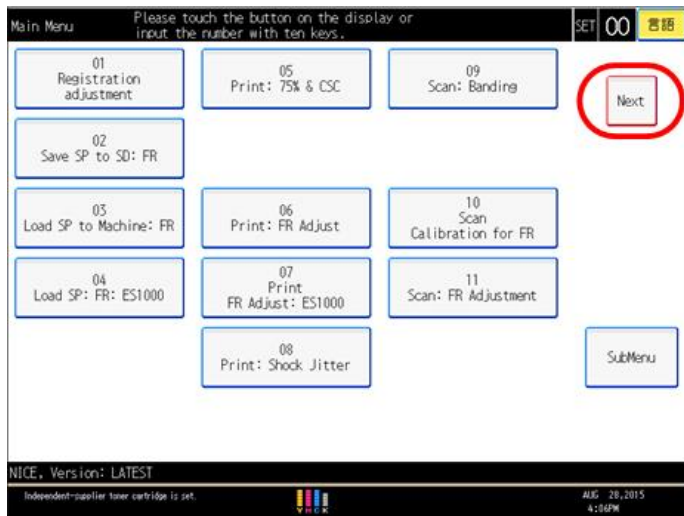 Main Menu
Please touch the button on the display or
input the number with ten keys.
SET 00 言語
01
Registration
adjustment
05
Print: 75% & CSC
09
Scan: Banding
Next
02
Save SP to SD: FR
03
Load SP to Machine: FR
06
Print: FR Adjust
10
Scan
Calibration for FR
04
Load SP: FR: ES1000
07
Print
FR Adjust: ES1000
11
Scan: FR Adjustment
08
Print: Shock Jitter
SubMenu
NICE, Version: LATEST
Independent-supplier toner cartridge is set.
Y M C K
AUG 28,2015
4:06PM